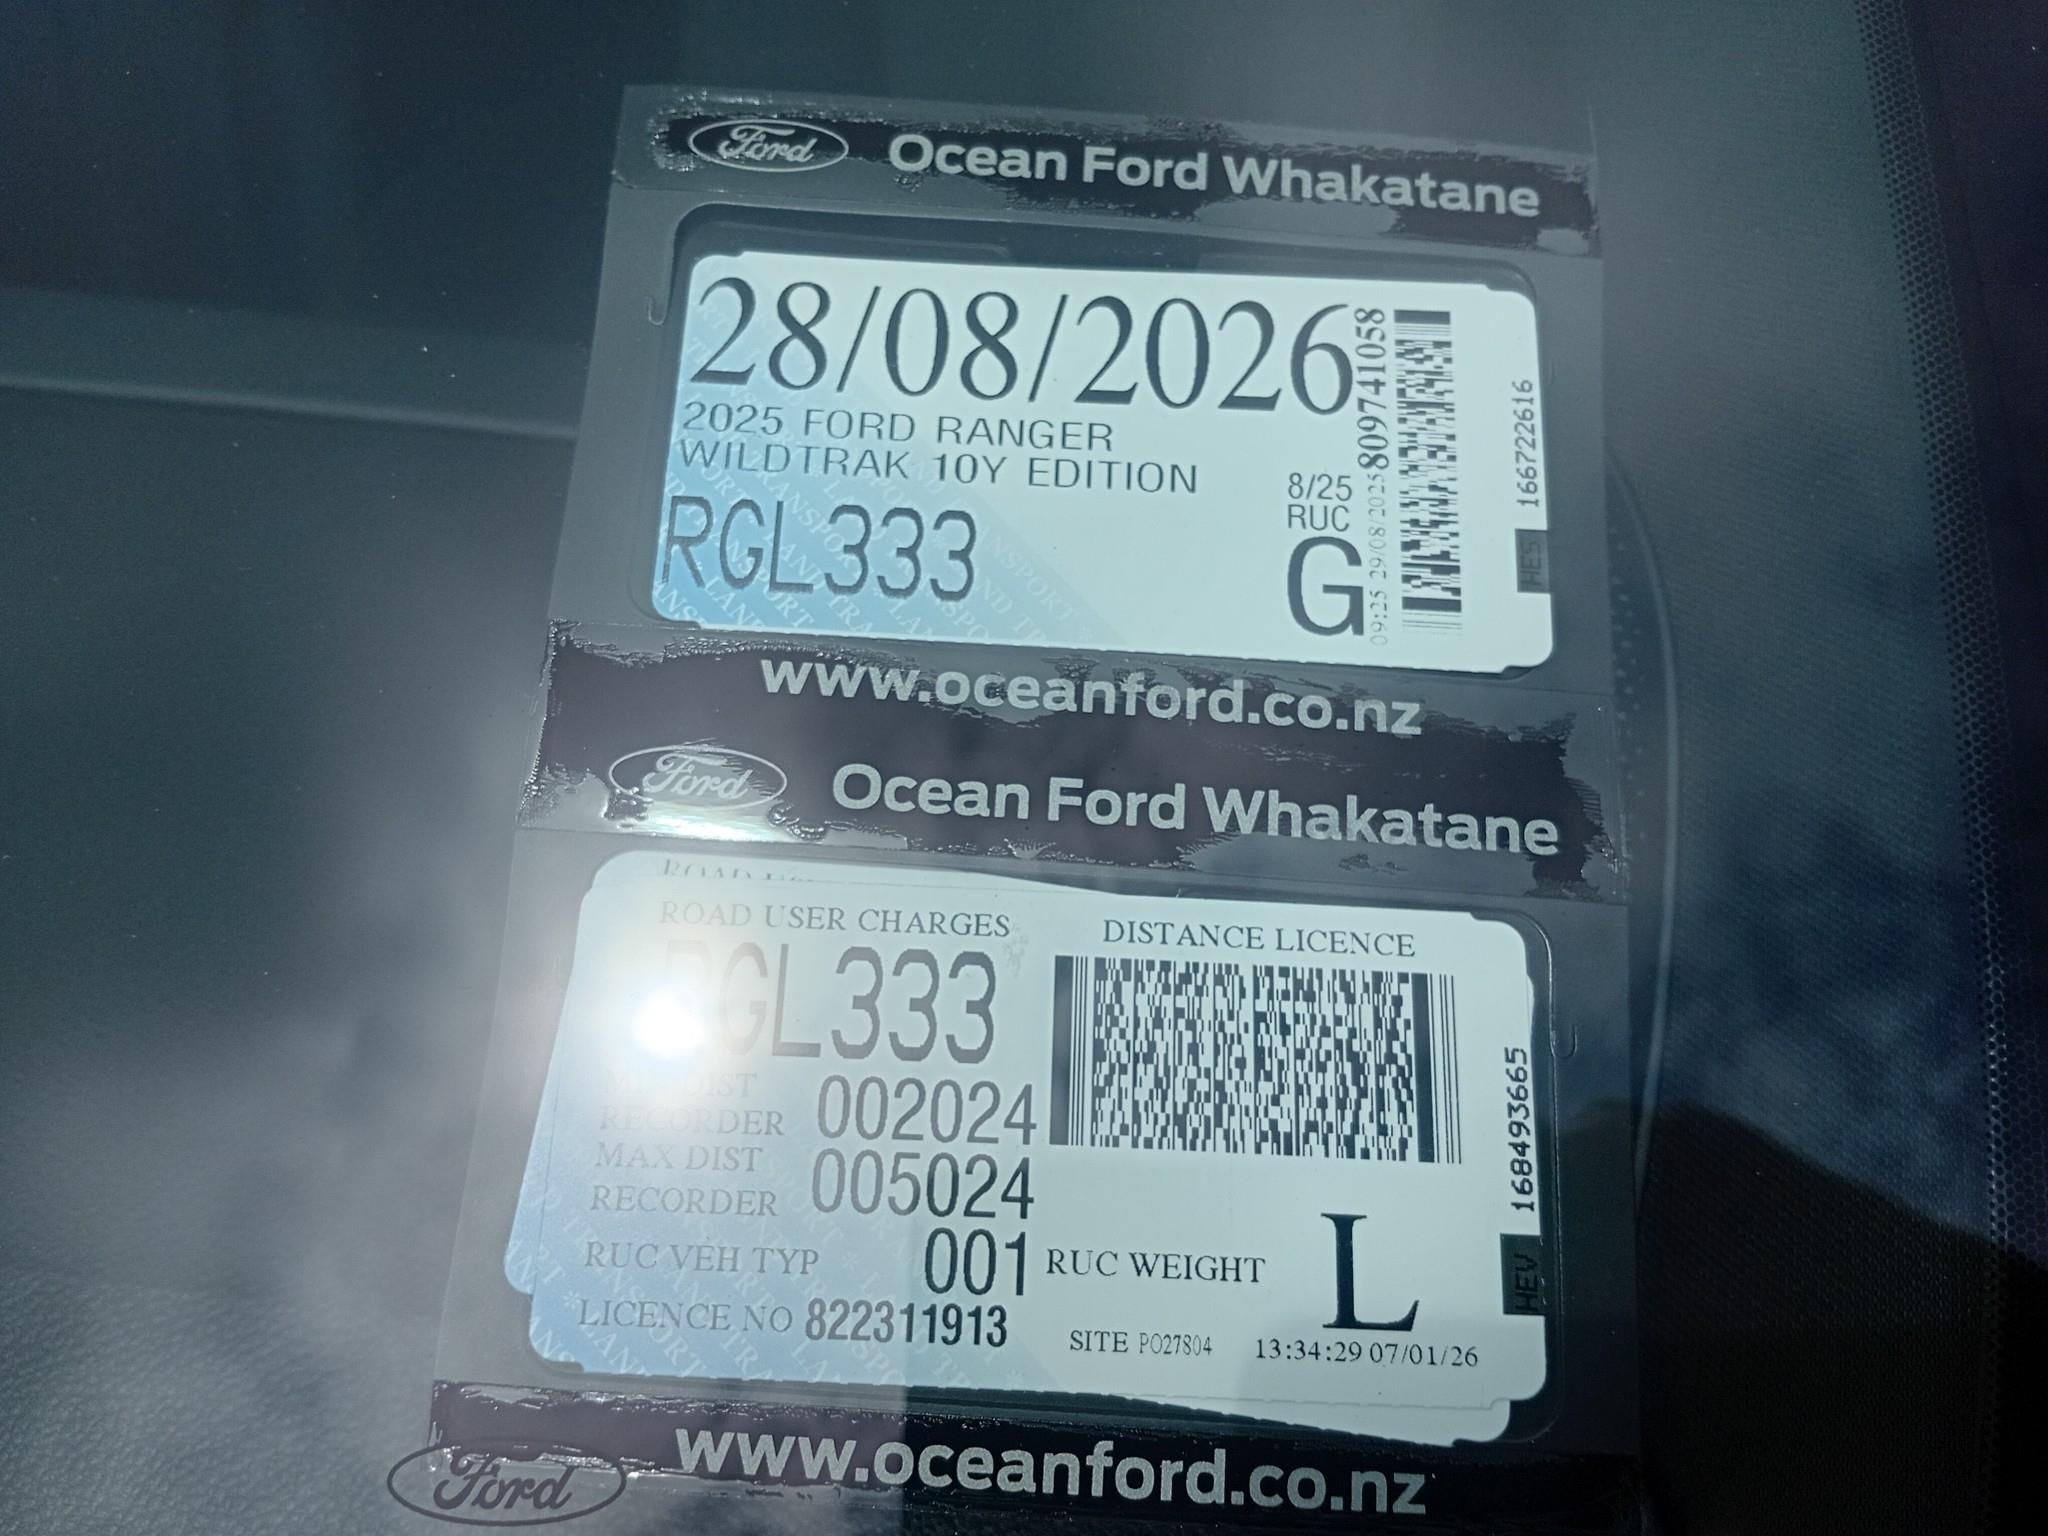 Ford Ocean Ford Whakatane
28/08/2026
2025 FORD RANGER
WILDTRAK 10Y EDITION
RGL333
8/25
RUC
G
09:25 29/08/2025 809741058
166722616
HES
www.oceanford.co.nz
Ford Ocean Ford Whakatane
ROAD
ROAD USER CHARGES
RGL333
DIST
RECORDER 002024
MAX DIST
RECORDER 005024
RUC VEH TYP 001
LICENCE NO 822311913
DISTANCE LICENCE
RUC WEIGHT L
SITE PO27804 13:34:29 07/01/26
168493665
HEV
www.oceanford.co.nz
Ford